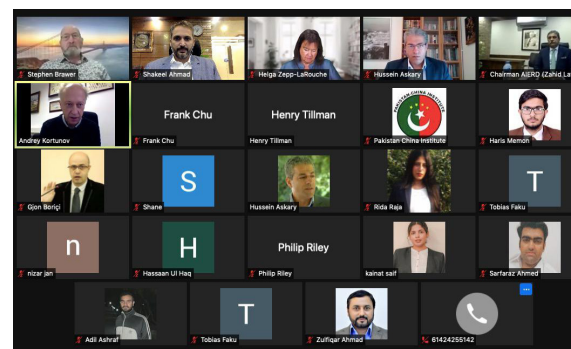 Stephen Brawer
Shakeel Ahmad
Helga Zepp-LaRouche
Hussein Askary
Chairman AIERD (Zahid La
Andrey Kortunov
Frank Chu
Frank Chu
Henry Tillman
Henry Tillman
PAKISTAN CHINA INSTITUTE
Pakistan China Institute
Haris Memon
Gjon Boriçi
S
Shane
Hussein Askary
Rida Raja
T
Tobias Faku
n
nizar jan
H
Hassaan Ul Haq
Philip Riley
Philip Riley
kainat saif
Sarfaraz Ahmed
Adil Ashraf
T
Tobias Faku
Zulfiqar Ahmad
61424255142